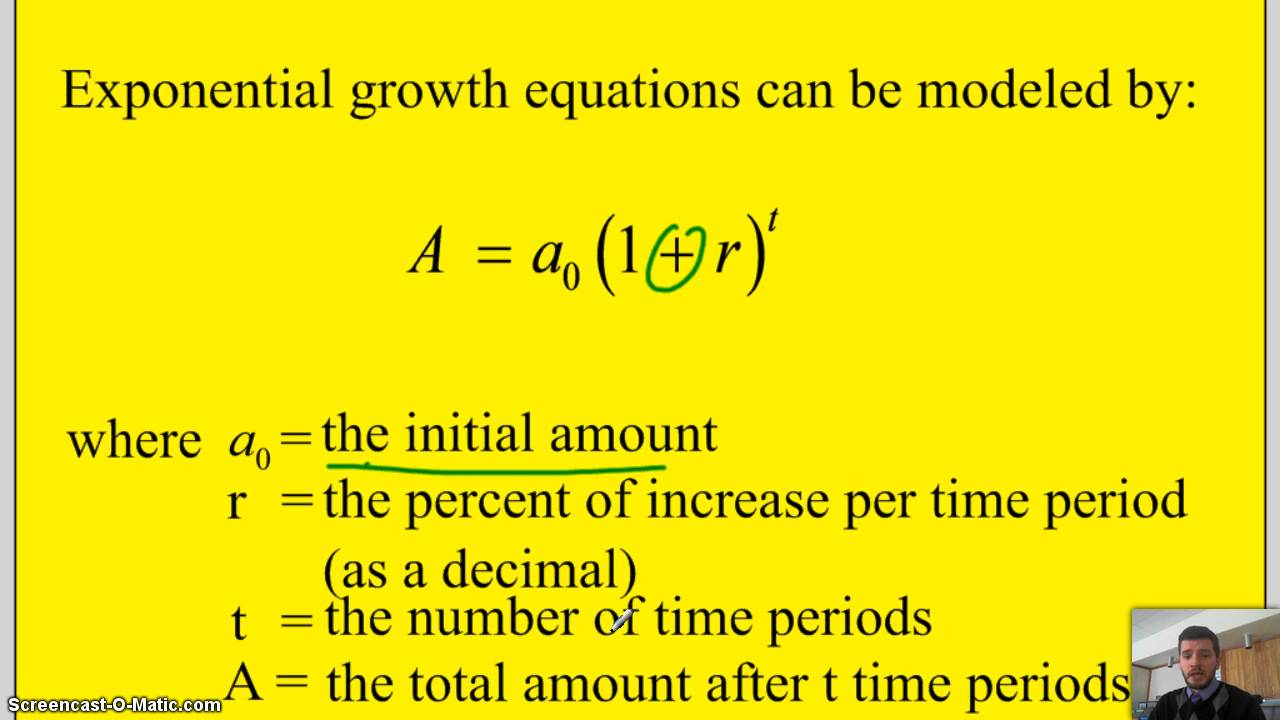 Exponential growth equations can be modeled by:
A = a₀ (1 + r)ᵗ
where a₀ = the initial amount
r = the percent of increase per time period
(as a decimal)
t = the number of time periods
A = the total amount after t time periods
Screencast-O-Matic.com